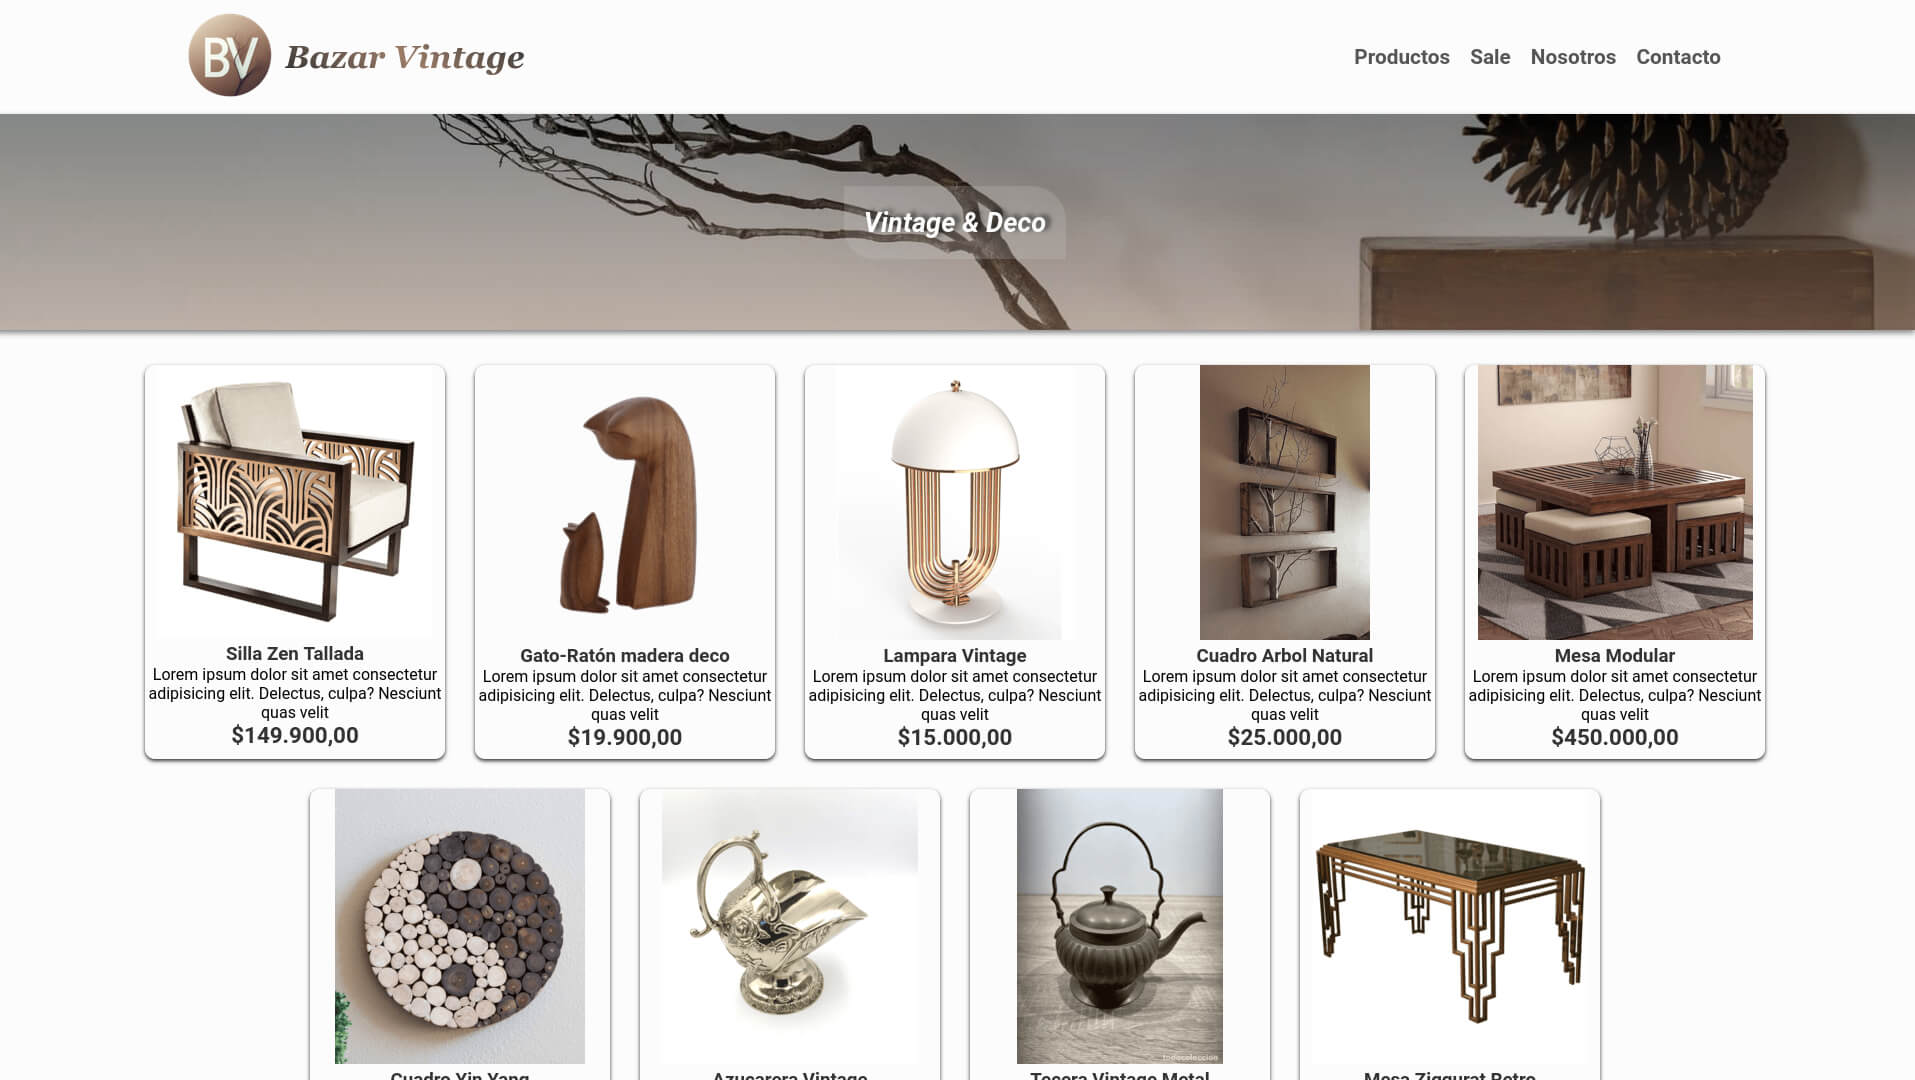 BV
Bazar Vintage
Productos Sale Nosotros Contacto
Vintage & Deco
Silla Zen Tallada
Lorem ipsum dolor sit amet consectetur
adipisicing elit. Delectus, culpa? Nesciunt
quas velit
$149.900,00
Gato-Ratón madera deco
Lorem ipsum dolor sit amet consectetur
adipisicing elit. Delectus, culpa? Nesciunt
quas velit
$19.900,00
Lampara Vintage
Lorem ipsum dolor sit amet consectetur
adipisicing elit. Delectus, culpa? Nesciunt
quas velit
$15.000,00
Cuadro Arbol Natural
Lorem ipsum dolor sit amet consectetur
adipisicing elit. Delectus, culpa? Nesciunt
quas velit
$25.000,00
Mesa Modular
Lorem ipsum dolor sit amet consectetur
adipisicing elit. Delectus, culpa? Nesciunt
quas velit
$450.000,00
todocoleccion
Cuadro Yin Yang
Azucarera Vintage
Tecera Vintage Metal
Mesa Ziggurat Retro